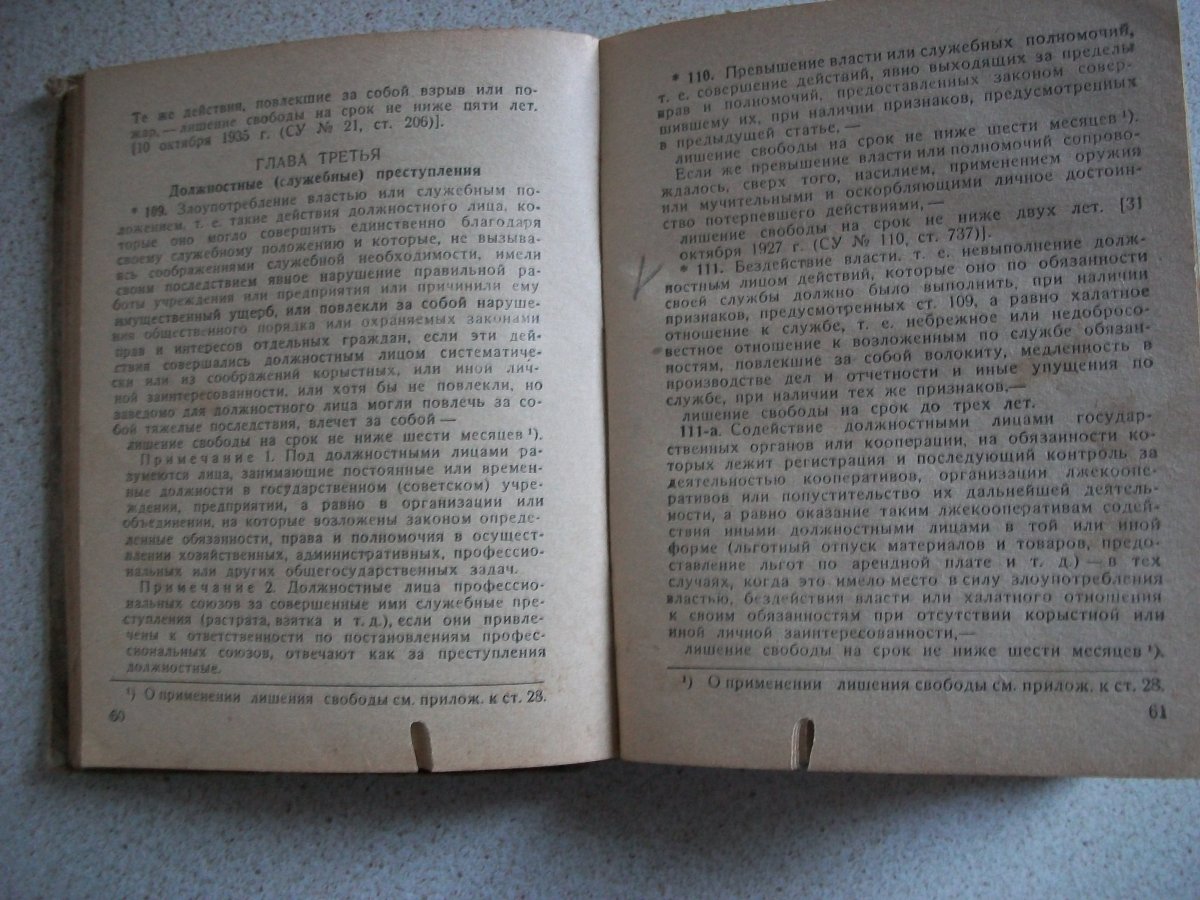 Те же действия, повлекшие за собой взрыв или по-
жар, — лишение свободы на срок не ниже пяти лет.
[10 октября 1935 г. (СУ № 21, ст. 206)].
ГЛАВА ТРЕТЬЯ
Должностные (служебные) преступления
* 109. Злоупотребление властью или служебным по-
ложением, т. е. такие действия должностного лица, ко-
торые оно могло совершить единственно благодаря
своему служебному положению и которые, не вызыва-
ясь соображениями служебной необходимости, имели
своим последствием явное нарушение правильной ра-
боты учреждения или предприятия или причинили ему
имущественный ущерб, или повлекли за собой наруше-
ния общественного порядка или охраняемых законами
прав и интересов отдельных граждан, если эти дей-
ствия совершались должностным лицом систематиче-
ски или из соображений корыстных, или иной лич-
ной заинтересованности, или хотя бы не повлекли, но
заведомо для должностного лица могли повлечь за со-
бой тяжелые последствия, влечет за собой —
лишение свободы на срок не ниже шести месяцев ¹).
Примечание 1. Под должностными лицами ра-
зумеются лица, занимающие постоянные или времен-
ные должности в государственном (советском) учре-
ждении, предприятии, а равно в организации или
объединении, на которые возложены законом опреде-
ленные обязанности, права и полномочия в осущест-
влении хозяйственных, административных, профессио-
нальных или других общегосударственных задач.
Примечание 2. Должностные лица профессио-
нальных союзов за совершенные ими служебные пре-
ступления (растрата, взятка и т. д.), если они привле-
чены к ответственности по постановлениям професс-
сиональных союзов, отвечают как за преступления
должностные.
¹) О применении лишения свободы см. прилож. к ст. 28.
60
* 110. Превышение власти или служебных полномочий,
т. е. совершение действий, явно выходящих за пределы
прав и полномочий, предоставленных законом совер-
шившему их, при наличии признаков, предусмотренных
в предыдущей статье, —
лишение свободы на срок не ниже шести месяцев ¹).
Если же превышение власти или полномочий сопрово-
ждалось, сверх того, насилием, применением оружия
или мучительными и оскорбляющими личное достоин-
ство потерпевшего действиями, —
лишение свободы на срок не ниже двух лет. [31
октября 1927 г. (СУ № 110, ст. 737)].
* 111. Бездействие власти, т. е. невыполнение долж-
ностным лицом действий, которые оно по обязанности
своей службы должно было выполнить, при наличии
признаков, предусмотренных ст. 109, а равно халатное
отношение к службе, т. е. небрежное или недобросо-
вестное отношение к возложенным по службе обязан-
ностям, повлекшие за собой волокиту, медленность в
производстве дел и отчетности и иные упущения по
службе, при наличии тех же признаков, —
лишение свободы на срок до трех лет.
111-а. Содействие должностными лицами государ-
ственных органов или кооперации, на обязанности ко-
торых лежит регистрация и последующий контроль за
деятельностью кооперативов, организации лжекоопе-
ративов или попустительство их дальнейшей деятель-
ности, а равно оказание таким лжекооперативам содей-
ствия иными должностными лицами в той или иной
форме (льготный отпуск материалов и товаров, предо-
ставление льгот по арендной плате и т. д.) — в тех
случаях, когда это имело место в силу злоупотребления
властью, бездействия власти или халатного отношения
к своим обязанностям при отсутствии корыстной или
иной личной заинтересованности, —
лишение свободы на срок не ниже шести месяцев ¹).
¹) О применении лишения свободы см. прилож. к ст. 28.
61